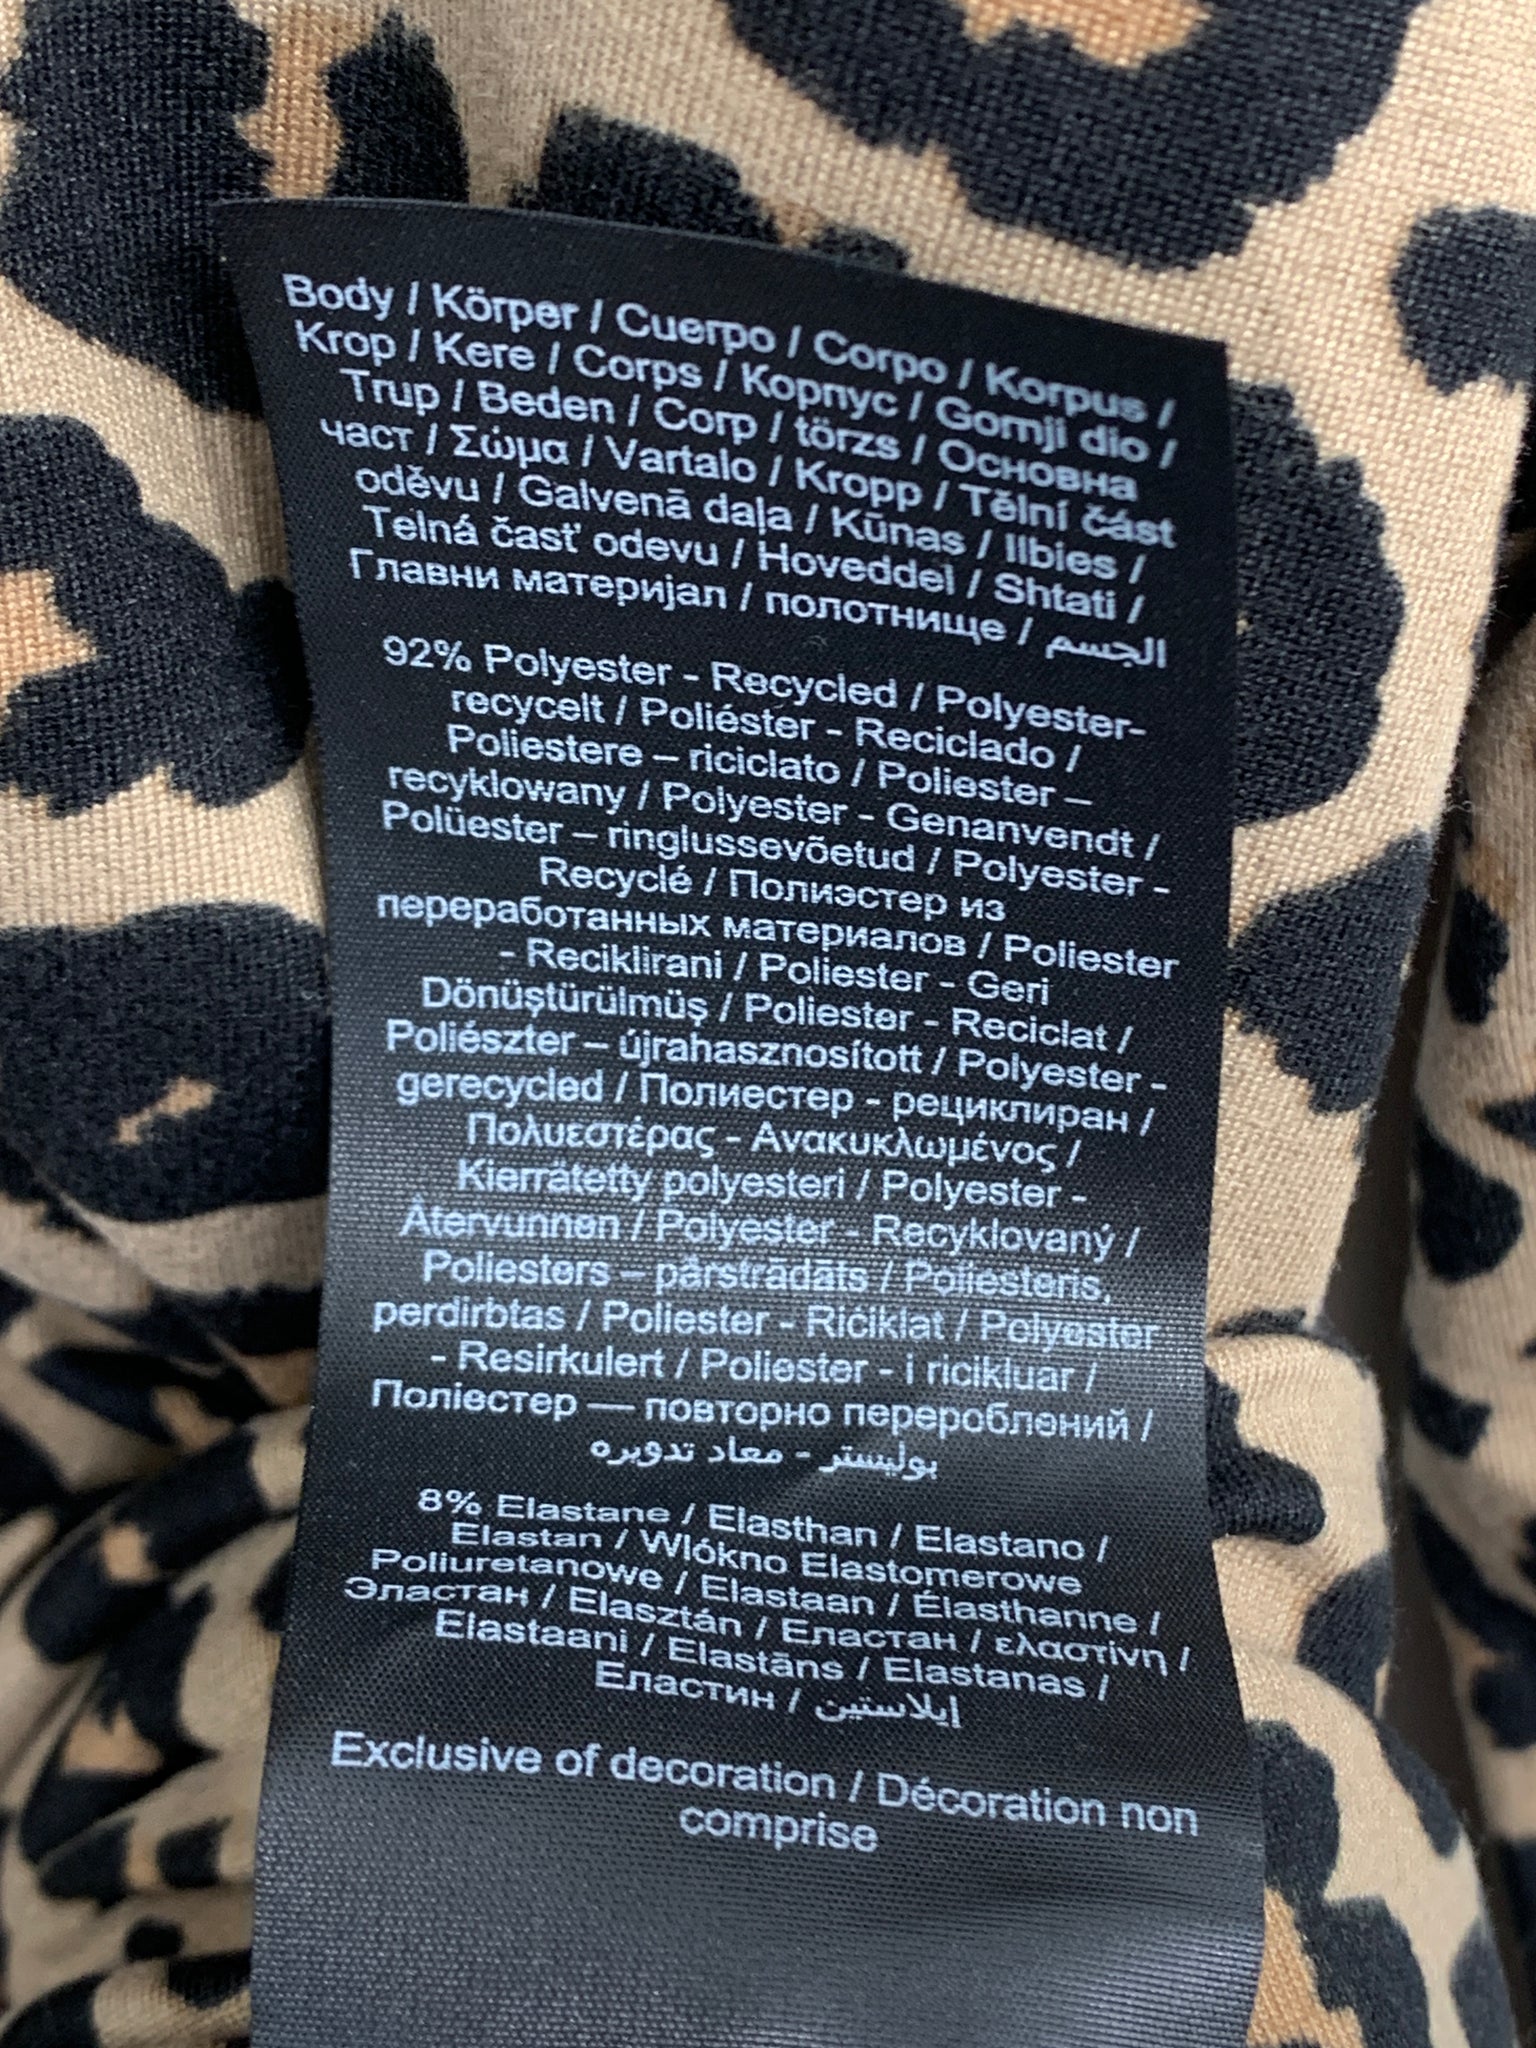 Body / Körper / Cuerpo / Corpo / Korpus /
Krop / Kere / Corps / Корпус / Gornji dio /
Trup / Beden / Corp / törzs / Основна
част / Σώμα / Vartalo / Kropp / Tělní část
oděvu / Galvenā daļa / Kūnas / Ilbies /
Telná časť odevu / Hoveddel / Shtati /
Главни материјал / полотнище / الجسم
92% Polyester - Recycled / Polyester-
recycelt / Poliéster - Reciclado /
Poliestere – riciclato / Poliester –
recyklowany / Polyester - Genanvendt /
Polüester – ringlussevõetud / Polyester -
Recyclé / Полиэстер из
переработанных материалов / Poliester
- Reciklirani / Poliester - Geri
Dönüştürülmüş / Poliester - Reciclat /
Poliészter – újrahasznosított / Polyester -
gerecycled / Полиестер - рециклиран /
Πολυεστέρας - Ανακυκλωμένος /
Kierrätetty polyesteri / Polyester -
Återvunnen / Polyester - Recyklovaný /
Poliesters – pārstrādāts / Poliesteris,
perdirbtas / Poliester - Riċiklat / Polyester
- Resirkulert / Poliester - i ricikluar /
Поліестер — повторно перероблений /
بوليستر - معاد تدويره
8% Elastane / Elasthan / Elastano /
Elastan / Wlókno Elastomerowe
Poliuretanowe / Elastaan / Élasthanne /
Эластан / Elasztán / Еластан / ελαστίνη /
Elastaani / Elastāns / Elastanas /
Еластин / إيلاستين
Exclusive of decoration / Décoration non
comprise